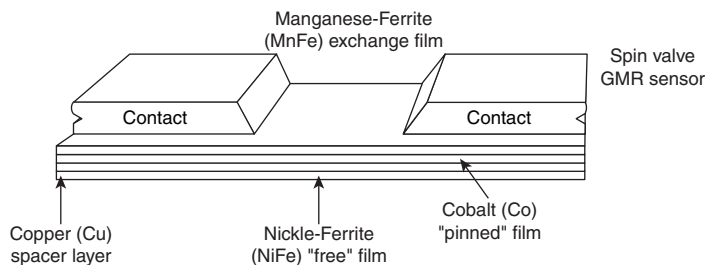 Manganese-Ferrite
(MnFe) exchange film
Spin valve
GMR sensor
Contact
Contact
Copper (Cu)
spacer layer
Nickle-Ferrite
(NiFe) "free" film
Cobalt (Co)
"pinned" film